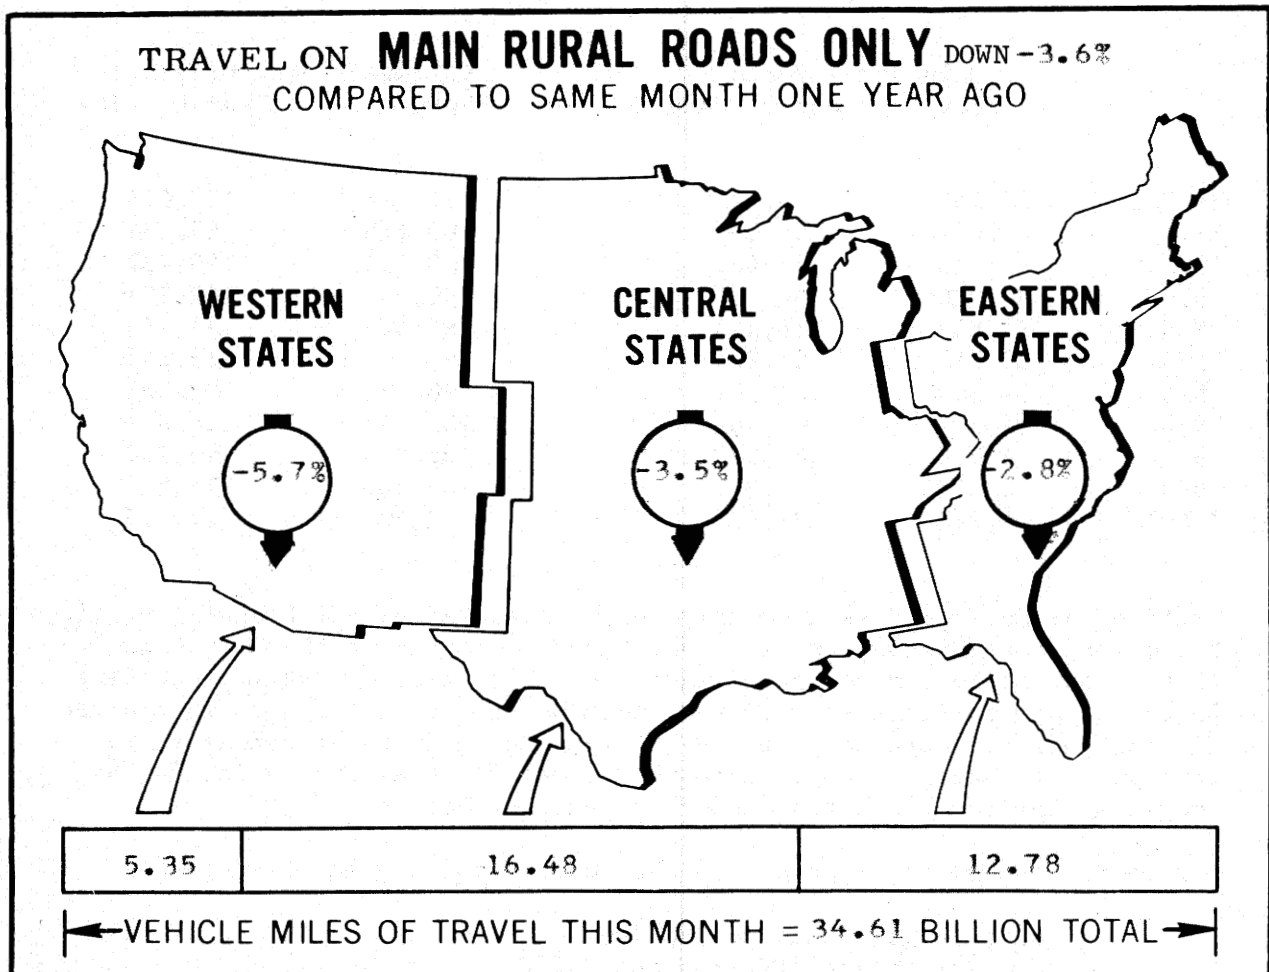 TRAVEL ON MAIN RURAL ROADS ONLY DOWN -3.6%
COMPARED TO SAME MONTH ONE YEAR AGO
WESTERN
STATES
-5.7%
CENTRAL
STATES
-3.5%
EASTERN
STATES
-2.8%
5.35
16.48
12.78
VEHICLE MILES OF TRAVEL THIS MONTH = 34.61 BILLION TOTAL